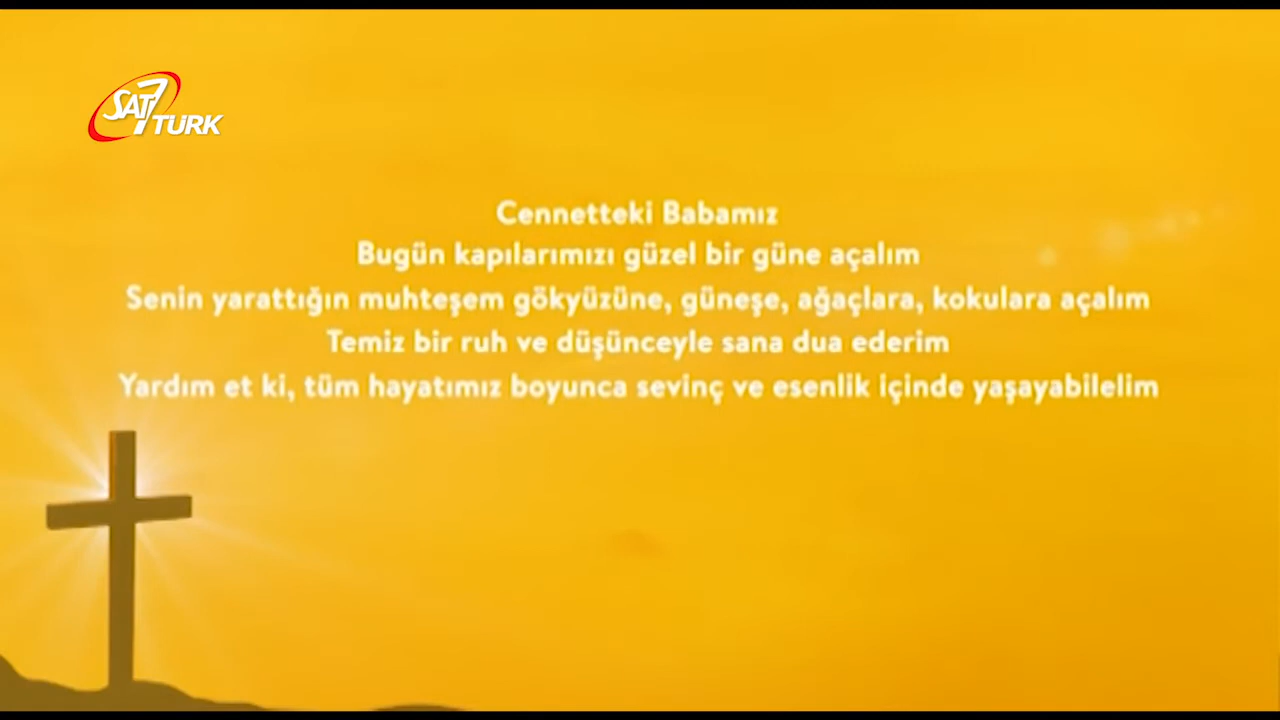 SAT7 TÜRK
Cennetteki Babamız
Bugün kapılarımızı güzel bir güne açalım
Senin yarattığın muhteşem gökyüzüne, güneşe, ağaçlara, kokulara açalım
Temiz bir ruh ve düşünceyle sana dua ederim
Yardım et ki, tüm hayatımız boyunca sevinç ve esenlik içinde yaşayabilelim